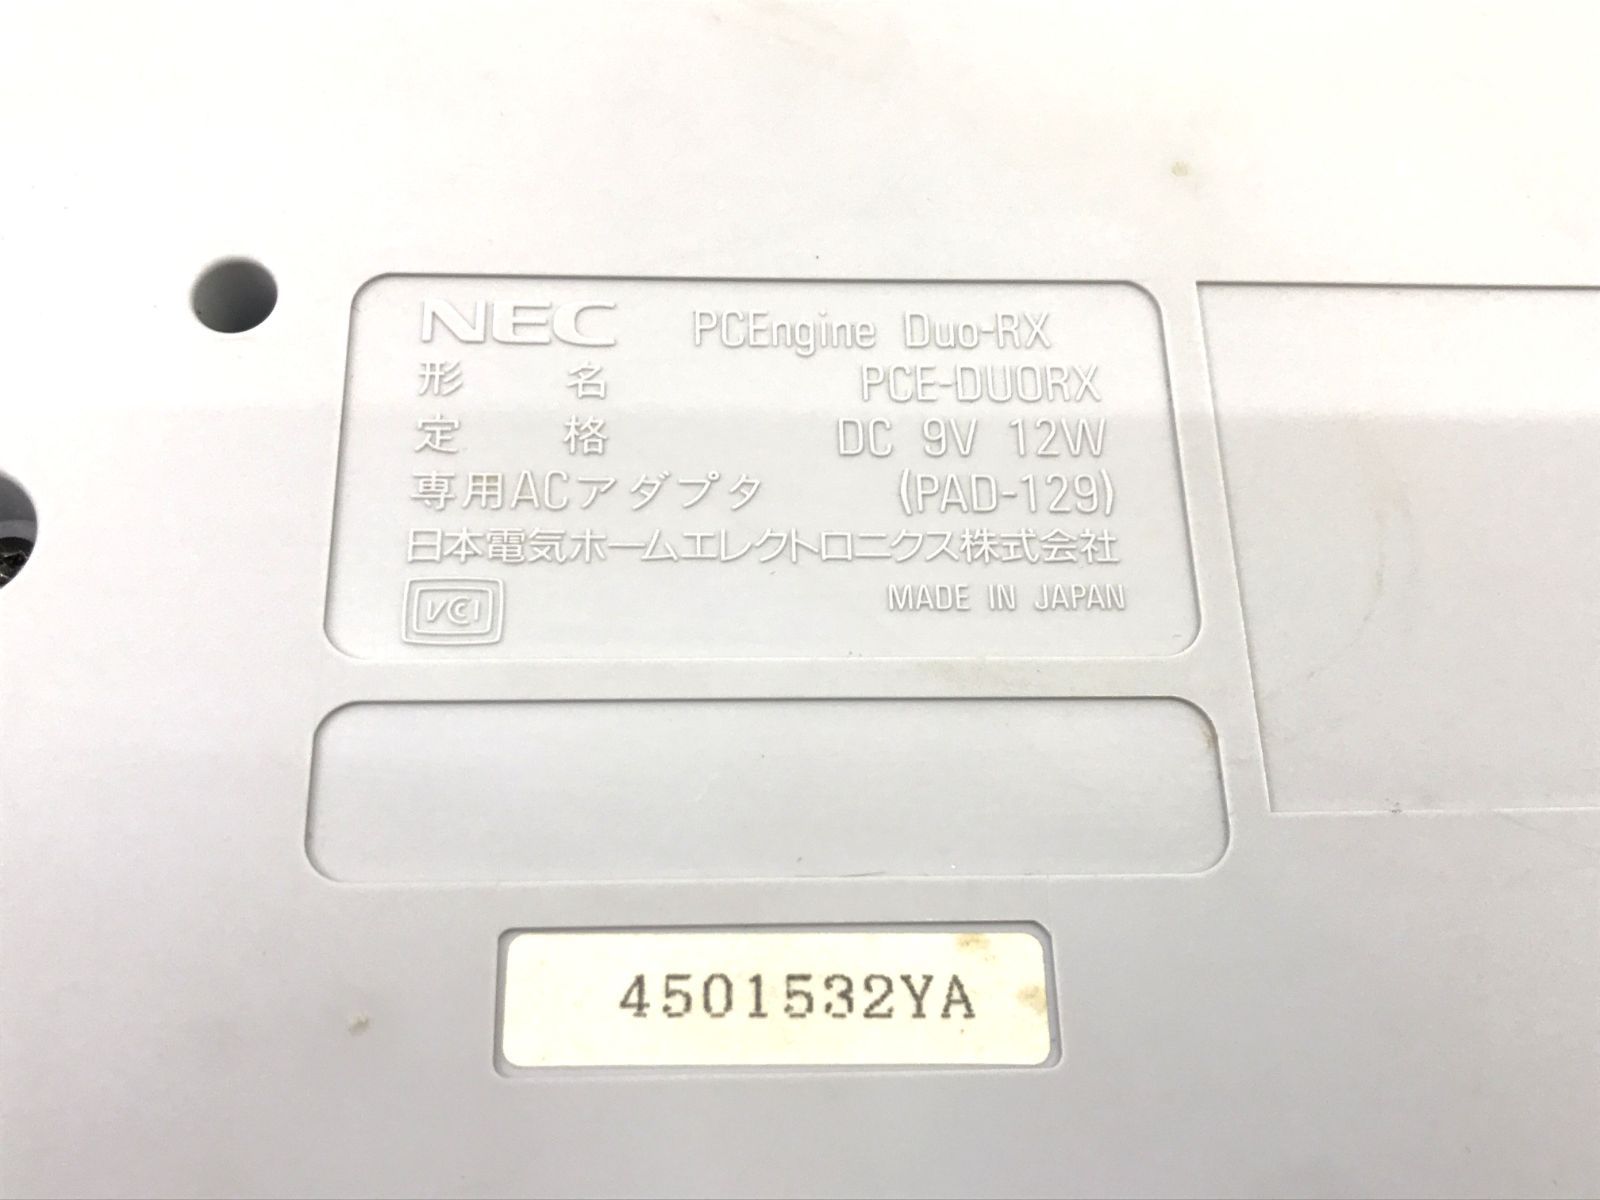 NEC PCEngine Duo-RX
形名 PCE-DUORX
定格 DC 9V 12W
専用ACアダプタ (PAD-129)
日本電気ホームエレクトロニクス株式会社
VCI MADE IN JAPAN
4501532YA